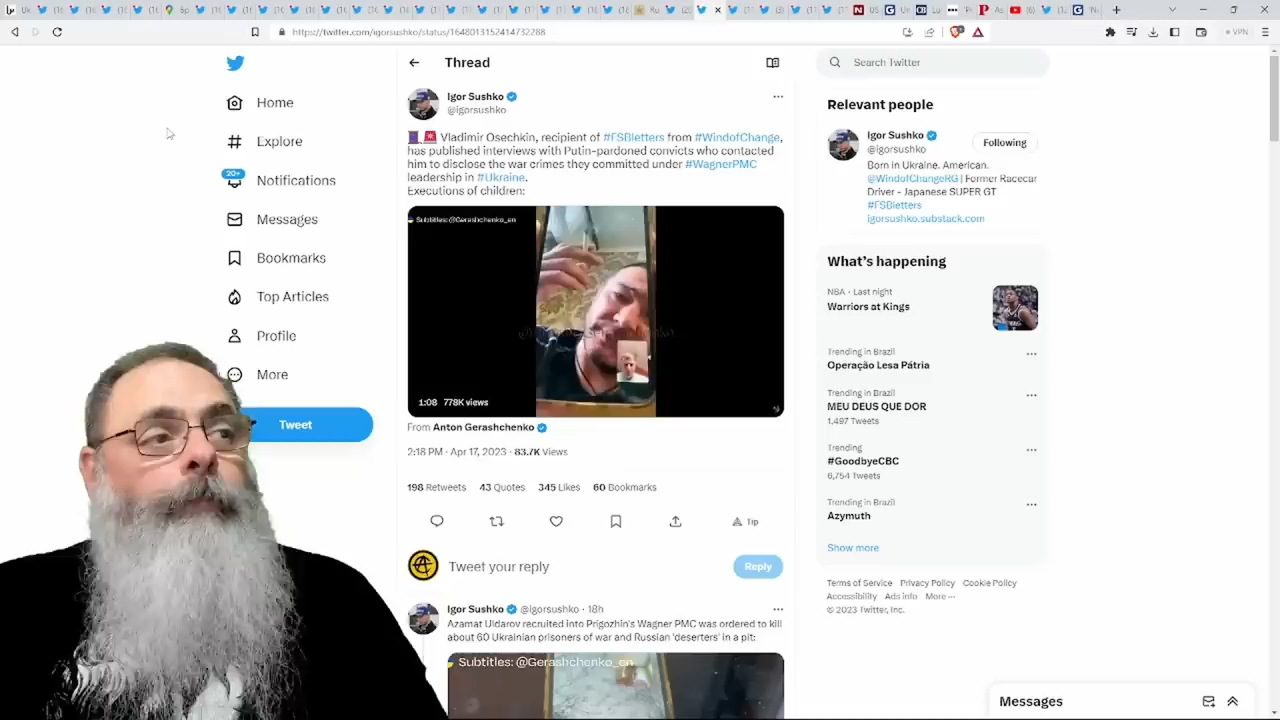 https://twitter.com/igorsushko/status/1648013152414732288
VPN
Thread
Search Twitter
Home
Explore
20+
Notifications
Messages
Bookmarks
Top Articles
Profile
More
Tweet
Igor Sushko
@igorsushko
Vladimir Osechkin, recipient of #FSBletters from #WindofChange,
has published interviews with Putin-pardoned convicts who contacted
him to disclose the war crimes they committed under #WagnerPMC
leadership in #Ukraine.
Executions of children:
Subtitles: @Gerashchenko_en
1:08 778K views
From Anton Gerashchenko
2:18 PM · Apr 17, 2023 · 83.7K Views
198 Retweets 43 Quotes 345 Likes 60 Bookmarks
Tip
Tweet your reply
Reply
Igor Sushko @igorsushko · 18h
Azamat Uldarov recruited into Prigozhin's Wagner PMC was ordered to kill
about 60 Ukrainian prisoners of war and Russian 'deserters' in a pit:
Subtitles: @Gerashchenko_en
Relevant people
Igor Sushko
@igorsushko
Following
Born in Ukraine. American.
@WindofChangeRG | Former Racecar
Driver - Japanese SUPER GT
#FSBletters
igorsushko.substack.com
What's happening
NBA · Last night
Warriors at Kings
Trending in Brazil
Operação Lesa Pátria
Trending in Brazil
MEU DEUS QUE DOR
1,497 Tweets
Trending
#GoodbyeCBC
6,754 Tweets
Trending in Brazil
Azymuth
Show more
Terms of Service Privacy Policy Cookie Policy
Accessibility Ads info More ···
© 2023 Twitter, Inc.
Messages